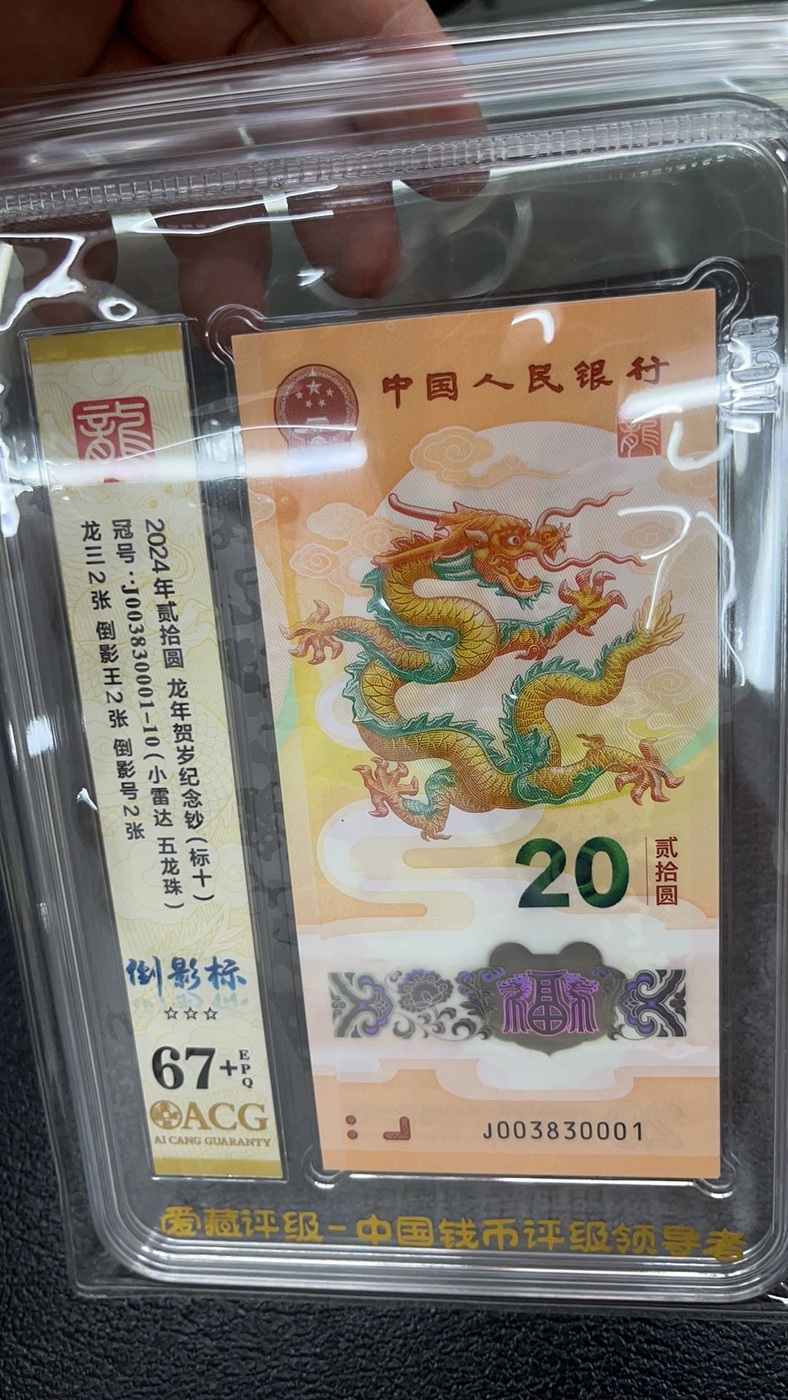 中国人民银行
龍
20
贰拾圆
福
J003830001
龍
2024年贰拾圆 龙年贺岁纪念钞(标十)
冠号:J003830001-10(小雷达 五龙珠)
龙三2张 倒影王2张 倒影号2张
倒影标
☆☆☆
67+EPQ
ACG
AI CANG GUARANTY
爱藏评级-中国钱币评级领导者